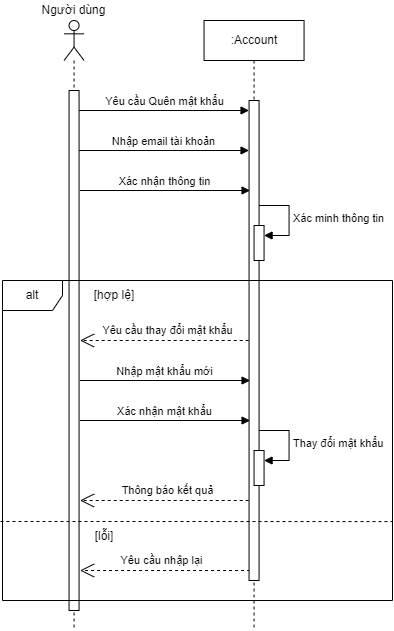 Người dùng
:Account
Yêu cầu Quên mật khẩu
Nhập email tài khoản
Xác nhận thông tin
Xác minh thông tin
alt
[hợp lệ]
Yêu cầu thay đổi mật khẩu
Nhập mật khẩu mới
Xác nhận mật khẩu
Thay đổi mật khẩu
Thông báo kết quả
[lỗi]
Yêu cầu nhập lại